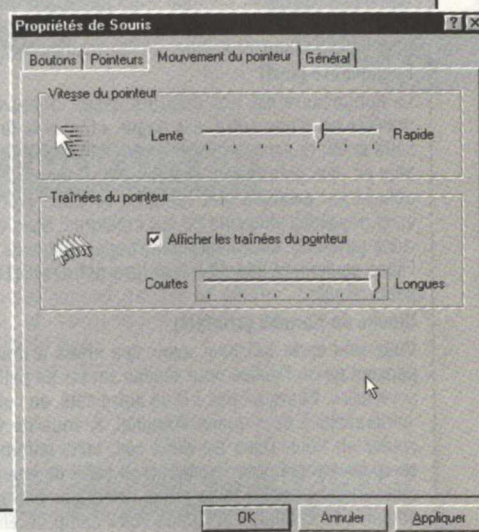 Propriétés de Souris
Boutons Pointeurs Mouvement du pointeur Général
Vitesse du pointeur
Lente Rapide
Traînées du pointeur
Afficher les traînées du pointeur
Courtes Longues
OK Annuler Appliquer